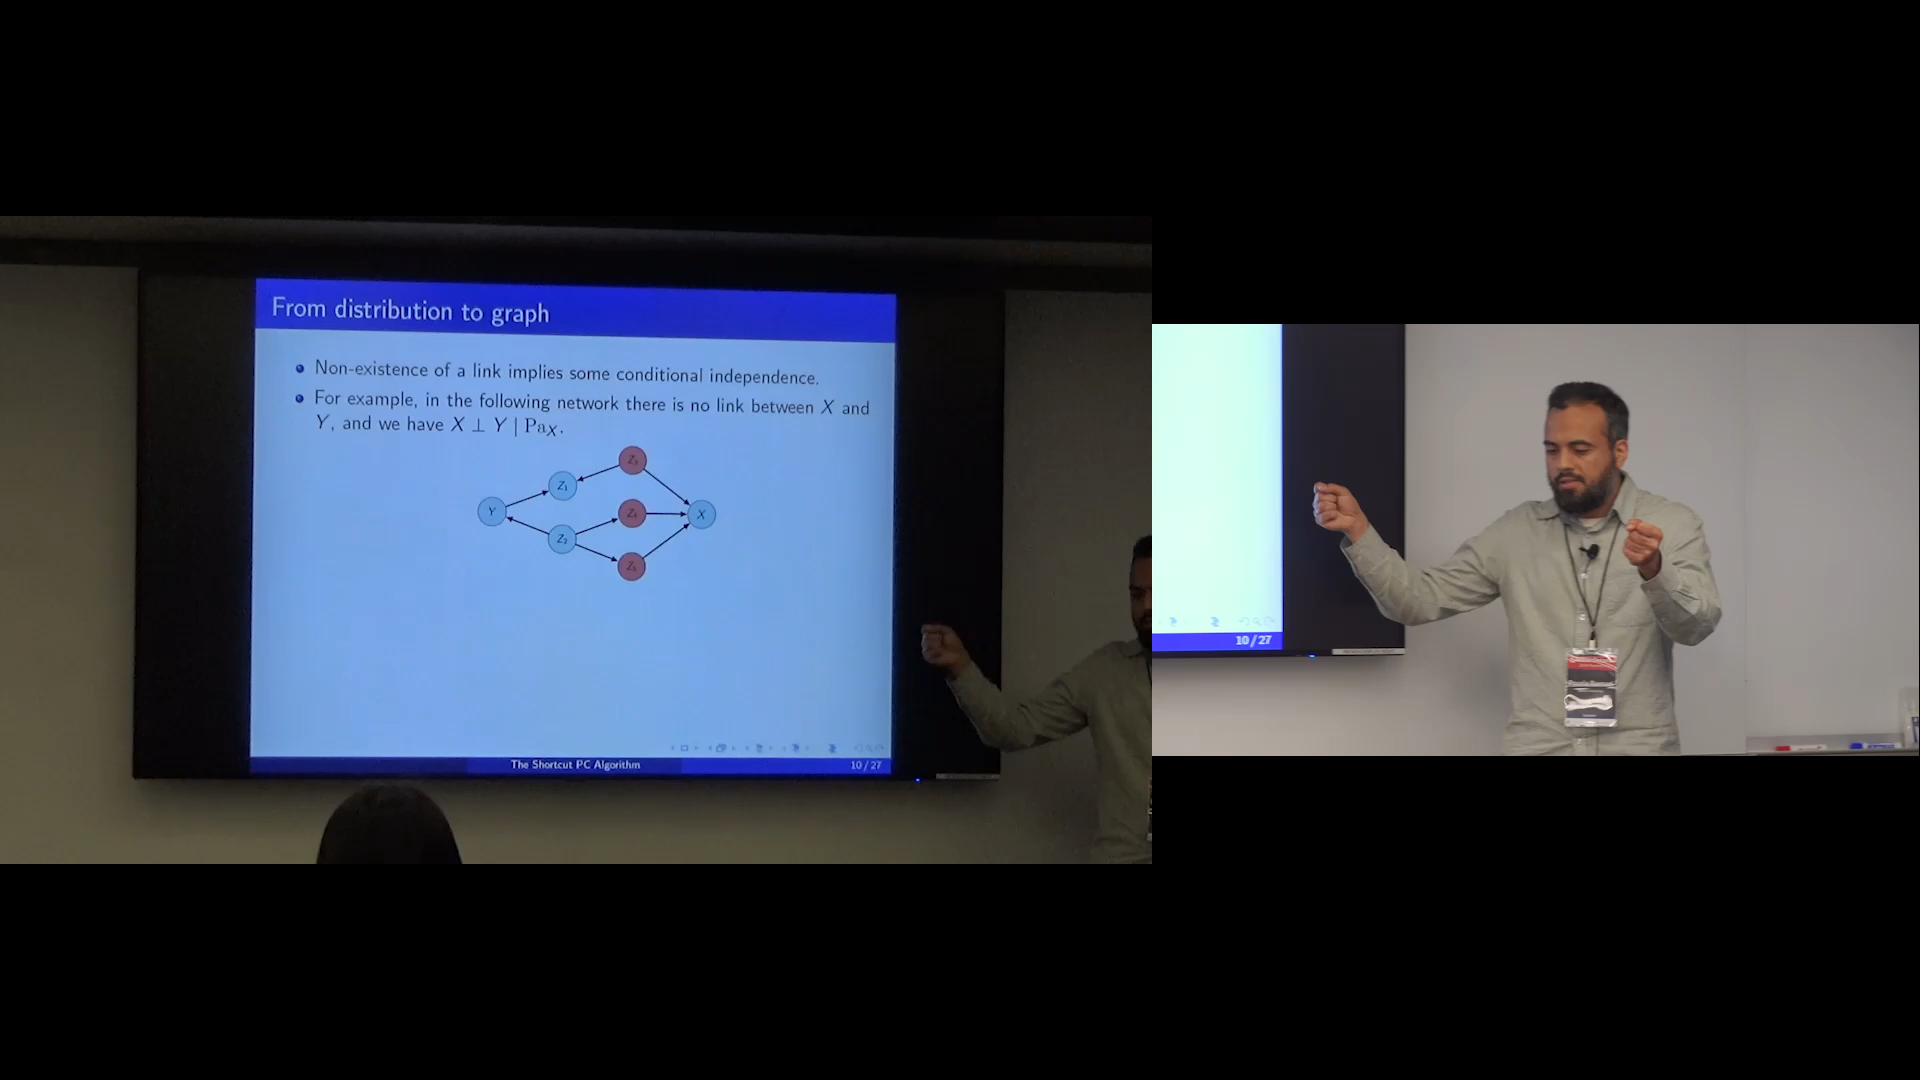 From distribution to graph
Non-existence of a link implies some conditional independence.
For example, in the following network there is no link between X and
Y, and we have X ⊥ Y | Pa_X.
Z₃
Z₁
Y
Z₄
X
Z₂
Z₅
The Shortcut PC Algorithm
10 / 27
10 / 27